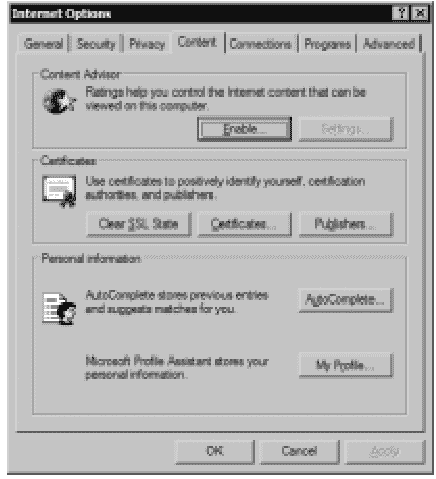 Internet Options
General Security Privacy Content Connections Programs Advanced
Content Advisor
Ratings help you control the Internet content that can be
viewed on this computer.
Enable... Settings...
Certificates
Use certificates to positively identify yourself, certification
authorities, and publishers.
Clear SSL State Certificates... Publishers...
Personal information
AutoComplete stores previous entries
and suggests matches for you.
AutoComplete...
Microsoft Profile Assistant stores your
personal information.
My Profile...
OK Cancel Apply